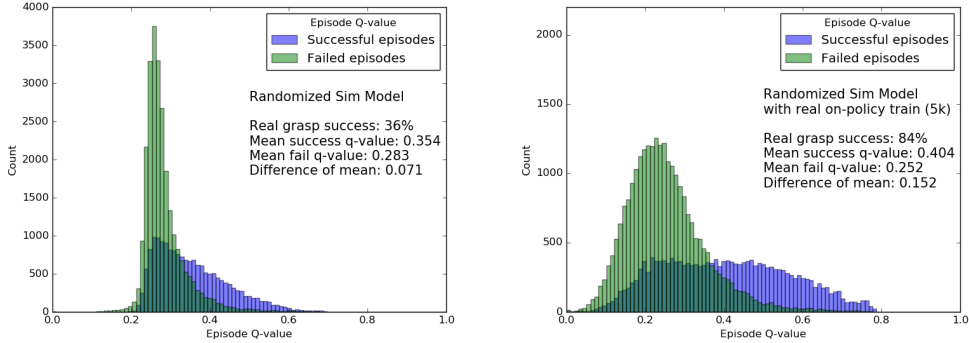 4000
3500
3000
2500
2000
1500
1000
500
0
Count
0.0 0.2 0.4 0.6 0.8 1.0
Episode Q-value
Episode Q-value
Successful episodes
Failed episodes
Randomized Sim Model
Real grasp success: 36%
Mean success q-value: 0.354
Mean fail q-value: 0.283
Difference of mean: 0.071
2000
1500
1000
500
0
Count
0.0 0.2 0.4 0.6 0.8 1.0
Episode Q-value
Episode Q-value
Successful episodes
Failed episodes
Randomized Sim Model
with real on-policy train (5k)
Real grasp success: 84%
Mean success q-value: 0.404
Mean fail q-value: 0.252
Difference of mean: 0.152